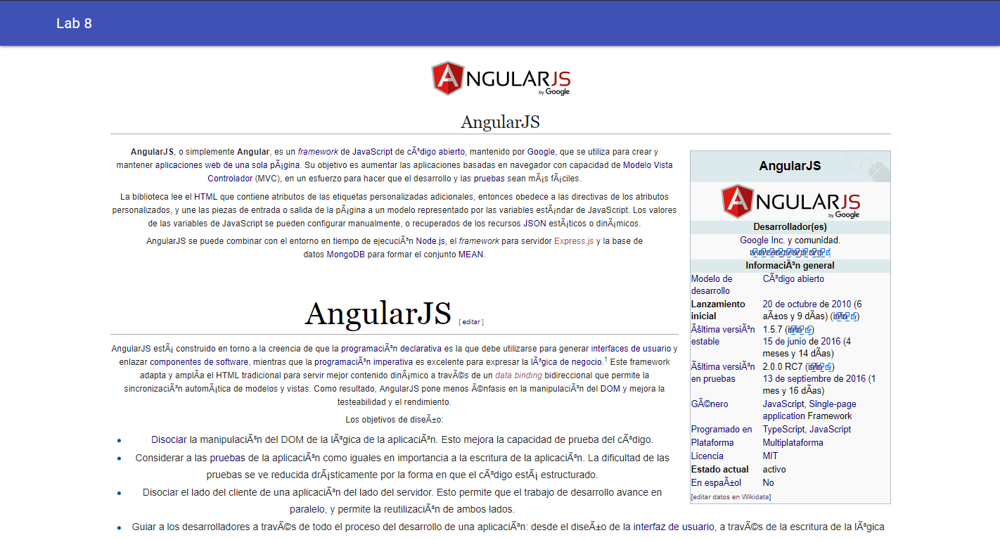 Lab 8
ANGULARJS
by Google
AngularJS
AngularJS, o simplemente Angular, es un framework de JavaScript de cÃ³digo abierto, mantenido por Google, que se utiliza para crear y
mantener aplicaciones web de una sola pÃ¡gina. Su objetivo es aumentar las aplicaciones basadas en navegador con capacidad de Modelo Vista
Controlador (MVC), en un esfuerzo para hacer que el desarrollo y las pruebas sean mÃ¡s fÃ¡ciles.
La biblioteca lee el HTML que contiene atributos de las etiquetas personalizadas adicionales, entonces obedece a las directivas de los atributos
personalizados, y une las piezas de entrada o salida de la pÃ¡gina a un modelo representado por las variables estÃ¡ndar de JavaScript. Los valores
de las variables de JavaScript se pueden configurar manualmente, o recuperados de los recursos JSON estÃ¡ticos o dinÃ¡micos.
AngularJS se puede combinar con el entorno en tiempo de ejecuciÃ³n Node.js, el framework para servidor Express.js y la base de
datos MongoDB para formar el conjunto MEAN.
AngularJS [ editar ]
AngularJS estÃ¡ construido en torno a la creencia de que la programaciÃ³n declarativa es la que debe utilizarse para generar interfaces de usuario y
enlazar componentes de software, mientras que la programaciÃ³n imperativa es excelente para expresar la lÃ³gica de negocio.1 Este framework
adapta y amplÃ­a el HTML tradicional para servir mejor contenido dinÃ¡mico a travÃ©s de un data binding bidireccional que permite la
sincronizaciÃ³n automÃ¡tica de modelos y vistas. Como resultado, AngularJS pone menos Ã©nfasis en la manipulaciÃ³n del DOM y mejora la
testeabilidad y el rendimiento.
Los objetivos de diseÃ±o:
• Disociar la manipulaciÃ³n del DOM de la lÃ³gica de la aplicaciÃ³n. Esto mejora la capacidad de prueba del cÃ³digo.
• Considerar a las pruebas de la aplicaciÃ³n como iguales en importancia a la escritura de la aplicaciÃ³n. La dificultad de las
pruebas se ve reducida drÃ¡sticamente por la forma en que el cÃ³digo estÃ¡ estructurado.
• Disociar el lado del cliente de una aplicaciÃ³n del lado del servidor. Esto permite que el trabajo de desarrollo avance en
paralelo, y permite la reutilizaciÃ³n de ambos lados.
• Guiar a los desarrolladores a travÃ©s de todo el proceso del desarrollo de una aplicaciÃ³n: desde el diseÃ±o de la interfaz de usuario, a travÃ©s de la escritura de la lÃ³gica
AngularJS
ANGULARJS
by Google
Desarrollador(es)
Google Inc. y comunidad.
InformaciÃ³n general
Modelo de CÃ³digo abierto
desarrollo
Lanzamiento 20 de octubre de 2010 (6
inicial aÃ±os y 9 dÃ­as)
Ãšltima versiÃ³n 1.5.7
estable 15 de junio de 2016 (4
meses y 14 dÃ­as)
Ãšltima versiÃ³n 2.0.0 RC7
en pruebas 13 de septiembre de 2016 (1
mes y 16 dÃ­as)
GÃ©nero JavaScript, Single-page
application Framework
Programado en TypeScript, JavaScript
Plataforma Multiplataforma
Licencia MIT
Estado actual activo
En espaÃ±ol No
[editar datos en Wikidata]